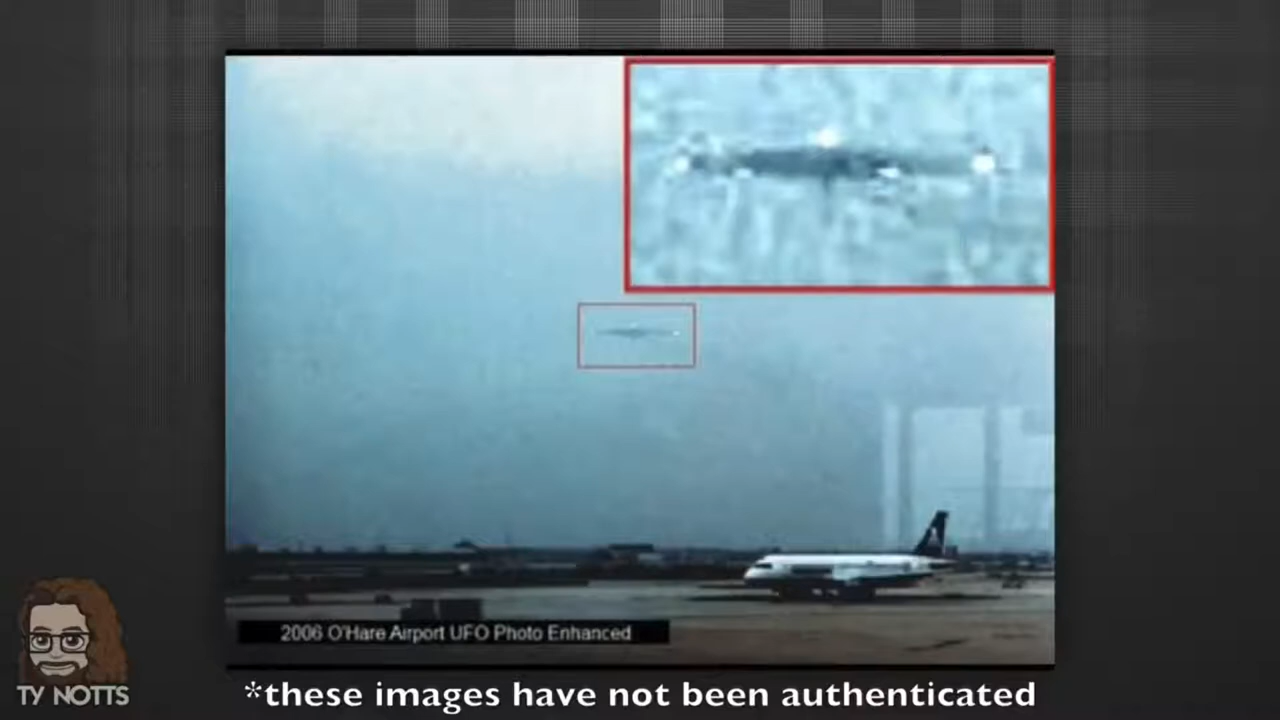 2006 O'Hare Airport UFO Photo Enhanced
TY NOTTS
*these images have not been authenticated